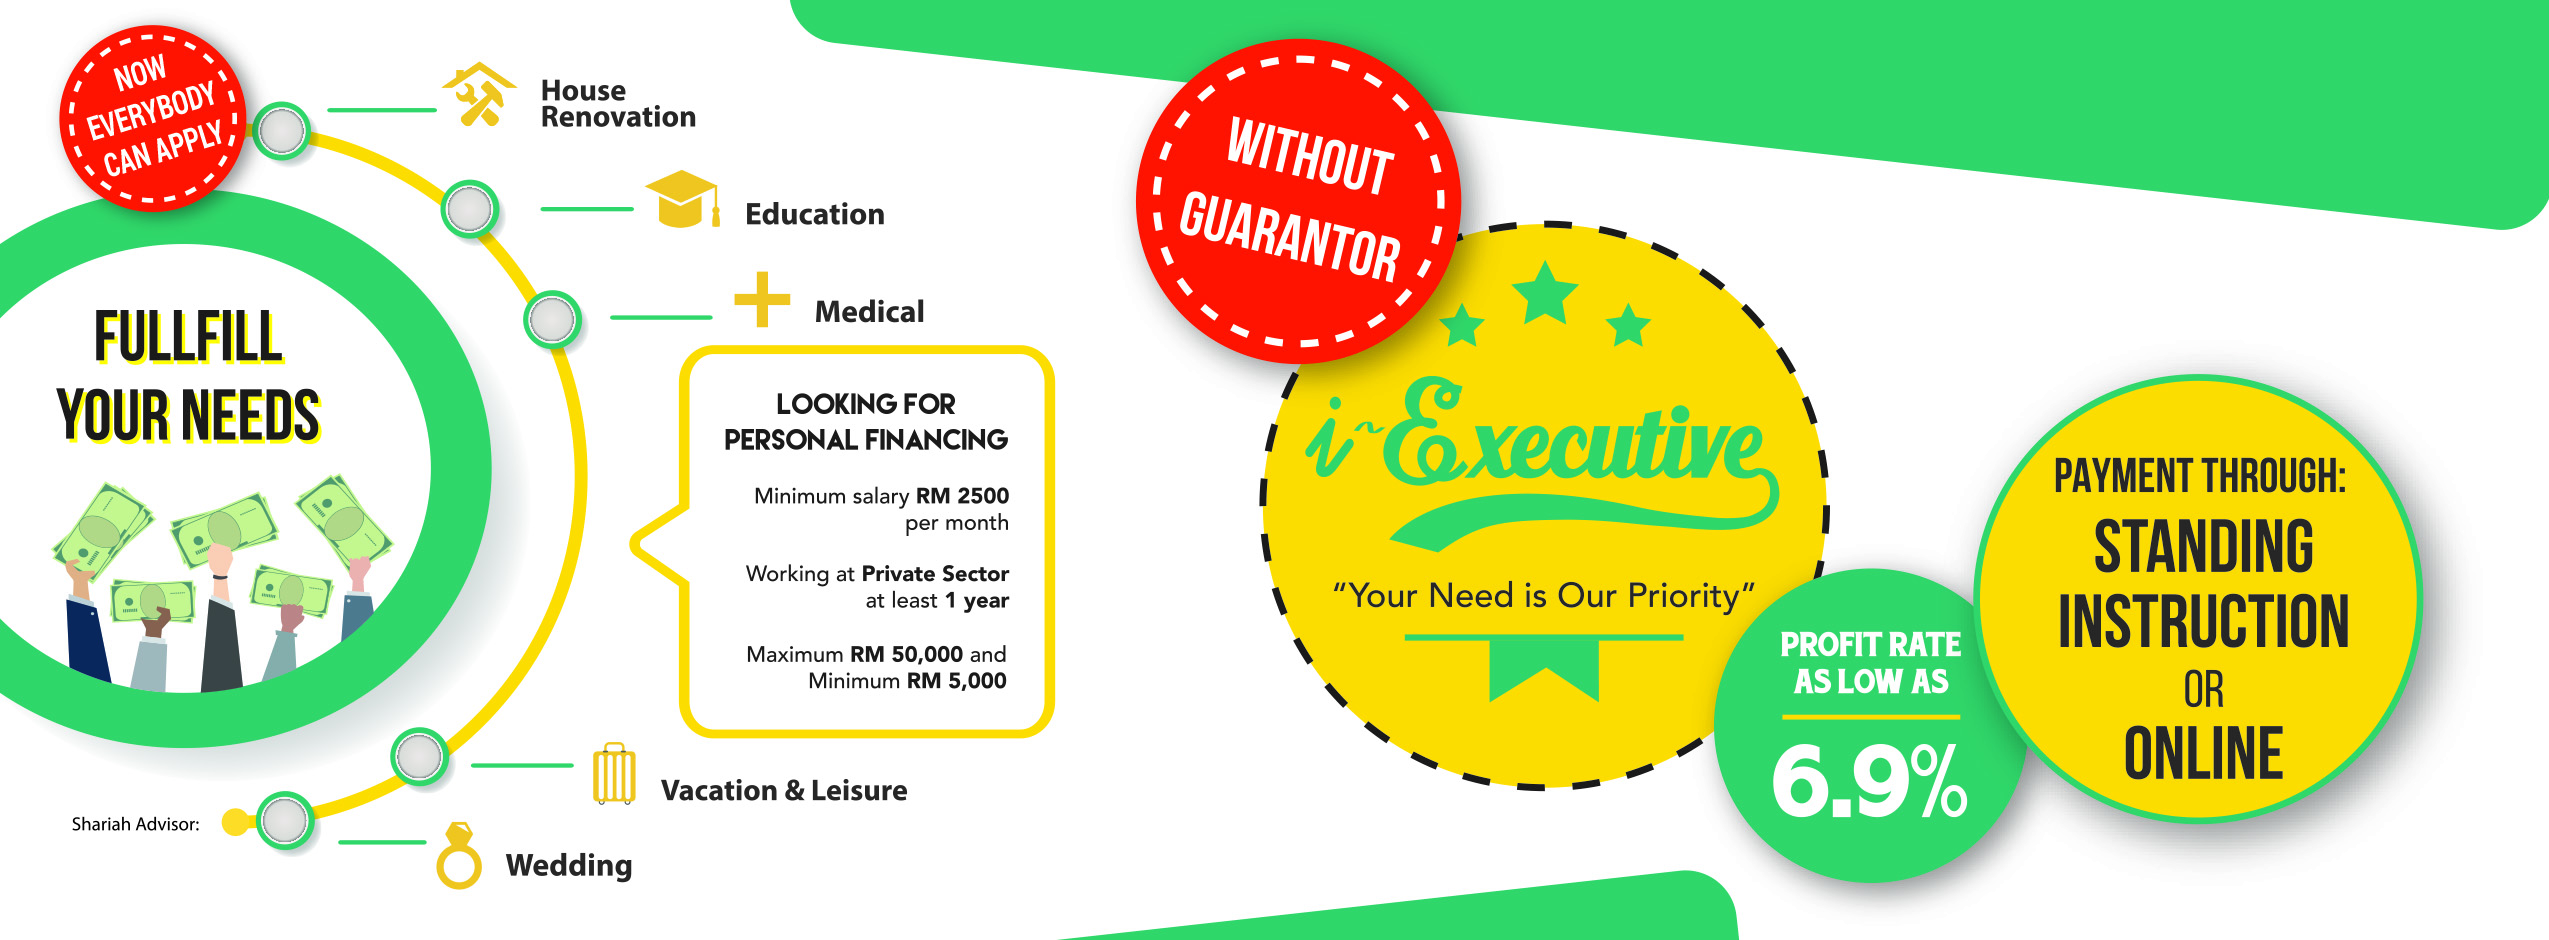 NOW
EVERYBODY
CAN APPLY
FULLFILL
YOUR NEEDS
House
Renovation
Education
Medical
LOOKING FOR
PERSONAL FINANCING
Minimum salary RM 2500
per month
Working at Private Sector
at least 1 year
Maximum RM 50,000 and
Minimum RM 5,000
Vacation & Leisure
Wedding
Shariah Advisor:
WITHOUT
GUARANTOR
i~Executive
“Your Need is Our Priority”
PROFIT RATE
AS LOW AS
6.9%
PAYMENT THROUGH:
STANDING
INSTRUCTION
OR
ONLINE